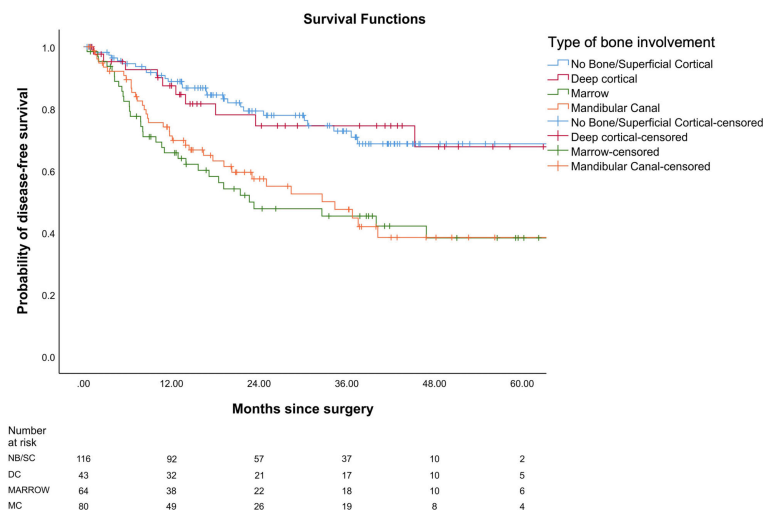 Survival Functions
Type of bone involvement
No Bone/Superficial Cortical
Deep cortical
Marrow
Mandibular Canal
No Bone/Superficial Cortical-censored
Deep cortical-censored
Marrow-censored
Mandibular Canal-censored
Probability of disease-free survival
1.0
0.8
0.6
0.4
0.2
0.0
.00 12.00 24.00 36.00 48.00 60.00
Months since surgery
Number
at risk
NB/SC 116 92 57 37 10 2
DC 43 32 21 17 10 5
MARROW 64 38 22 18 10 6
MC 80 49 26 19 8 4